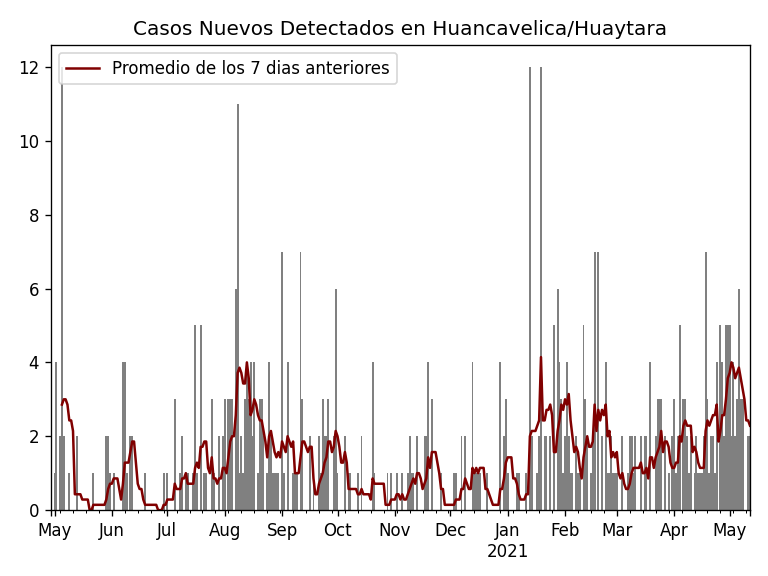 Casos Nuevos Detectados en Huancavelica/Huaytara
Promedio de los 7 dias anteriores
12
10
8
6
4
2
0
May Jun Jul Aug Sep Oct Nov Dec Jan Feb Mar Apr May
2021